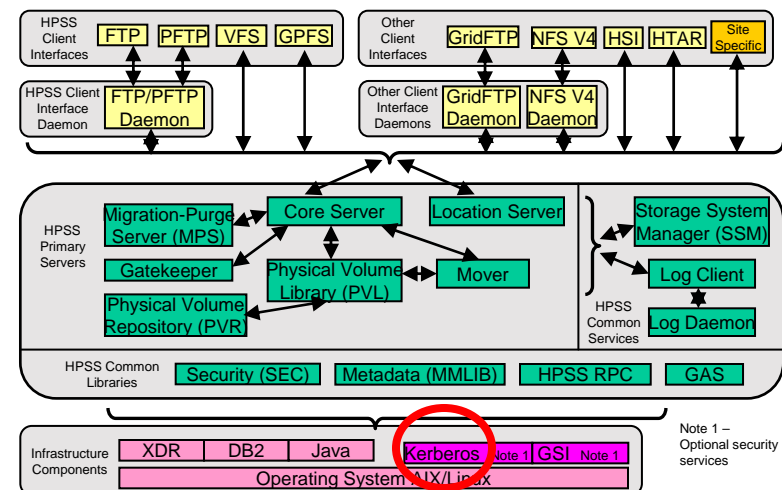 HPSS
Client
Interfaces
FTP
PFTP
VFS
GPFS
Other
Client
Interfaces
GridFTP
NFS V4
HSI
HTAR
Site
Specific
HPSS Client
Interface
Daemon
FTP/PFTP
Daemon
Other Client
Interface
Daemons
GridFTP
Daemon
NFS V4
Daemon
HPSS
Primary
Servers
Migration-Purge
Server (MPS)
Core Server
Location Server
Gatekeeper
Physical Volume
Library (PVL)
Mover
Physical Volume
Repository (PVR)
Storage System
Manager (SSM)
Log Client
HPSS
Common
Services
Log Daemon
HPSS Common
Libraries
Security (SEC)
Metadata (MMLIB)
HPSS RPC
GAS
Infrastructure
Components
XDR
DB2
Java
Kerberos Note 1
GSI Note 1
Operating System AIX/Linux
Note 1 –
Optional security
services